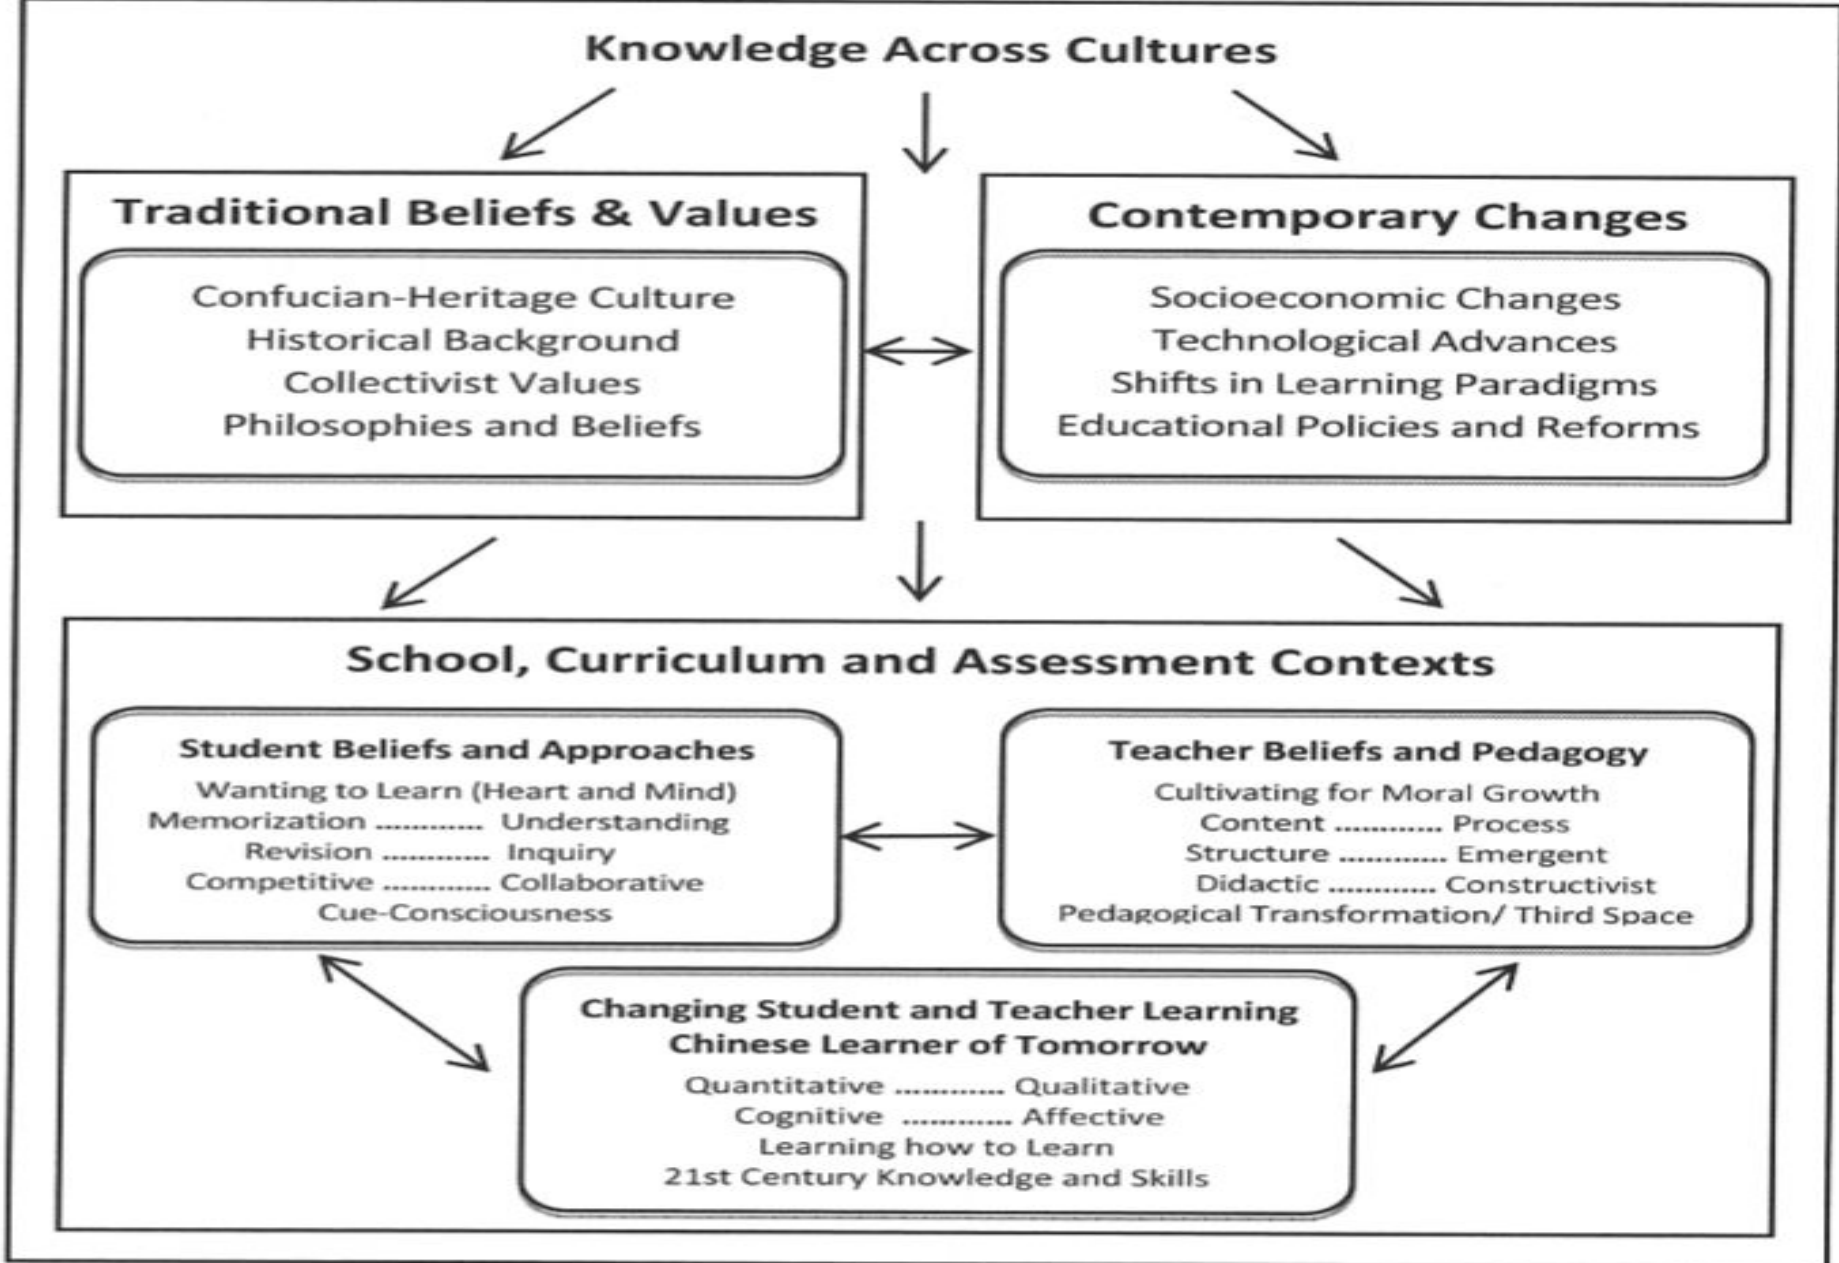 Knowledge Across Cultures
Traditional Beliefs & Values
Confucian-Heritage Culture
Historical Background
Collectivist Values
Philosophies and Beliefs
Contemporary Changes
Socioeconomic Changes
Technological Advances
Shifts in Learning Paradigms
Educational Policies and Reforms
School, Curriculum and Assessment Contexts
Student Beliefs and Approaches
Wanting to Learn (Heart and Mind)
Memorization ............ Understanding
Revision ............ Inquiry
Competitive ............ Collaborative
Cue-Consciousness
Teacher Beliefs and Pedagogy
Cultivating for Moral Growth
Content ............ Process
Structure ............ Emergent
Didactic ............ Constructivist
Pedagogical Transformation/ Third Space
Changing Student and Teacher Learning
Chinese Learner of Tomorrow
Quantitative ............ Qualitative
Cognitive ............ Affective
Learning how to Learn
21st Century Knowledge and Skills